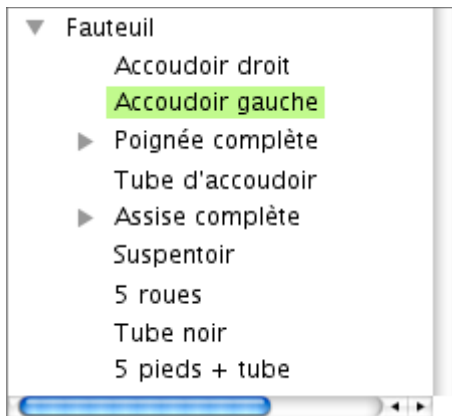 Fauteuil
Accoudoir droit
Accoudoir gauche
Poignée complète
Tube d'accoudoir
Assise complète
Suspentoir
5 roues
Tube noir
5 pieds + tube